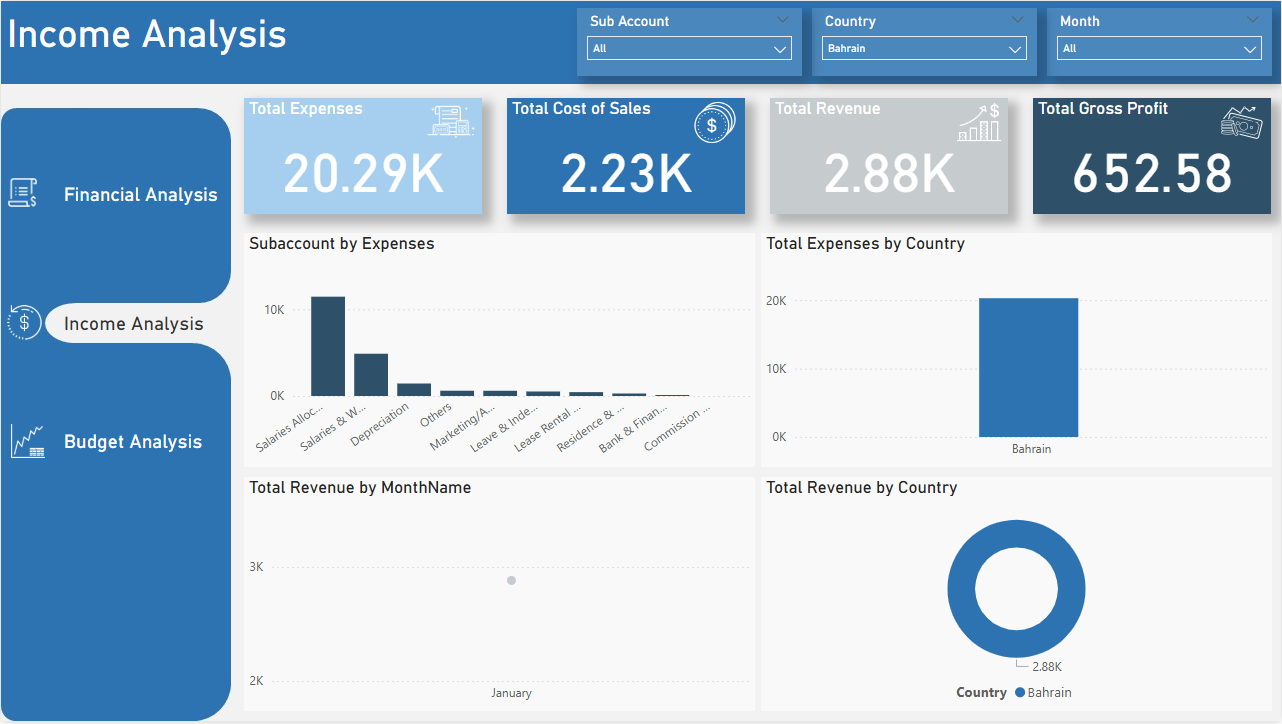 Income Analysis
Sub Account
All
Country
Bahrain
Month
All
Financial Analysis
Income Analysis
Budget Analysis
Total Expenses
20.29K
Total Cost of Sales
2.23K
Total Revenue
2.88K
Total Gross Profit
652.58
Subaccount by Expenses
10K
0K
Salaries Alloc...
Salaries & W...
Depreciation
Others
Marketing/A...
Leave & Inde...
Lease Rental ...
Residence & ...
Bank & Finan...
Commission ...
Total Expenses by Country
20K
10K
0K
Bahrain
Total Revenue by MonthName
3K
2K
January
Total Revenue by Country
2.88K
Country Bahrain